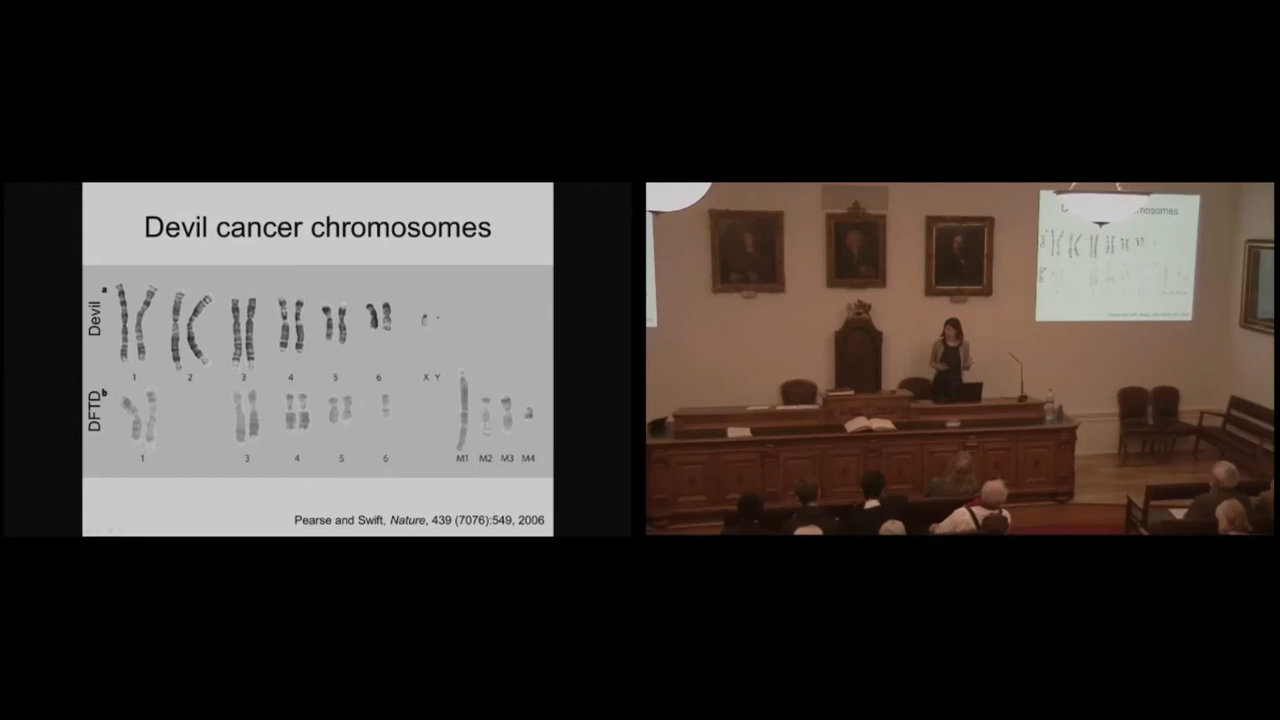 Devil cancer chromosomes
a
Devil
1 2 3 4 5 6 X Y
b
DFTD
1 3 4 5 6 M1 M2 M3 M4
Pearse and Swift, Nature, 439 (7076):549, 2006
mosomes